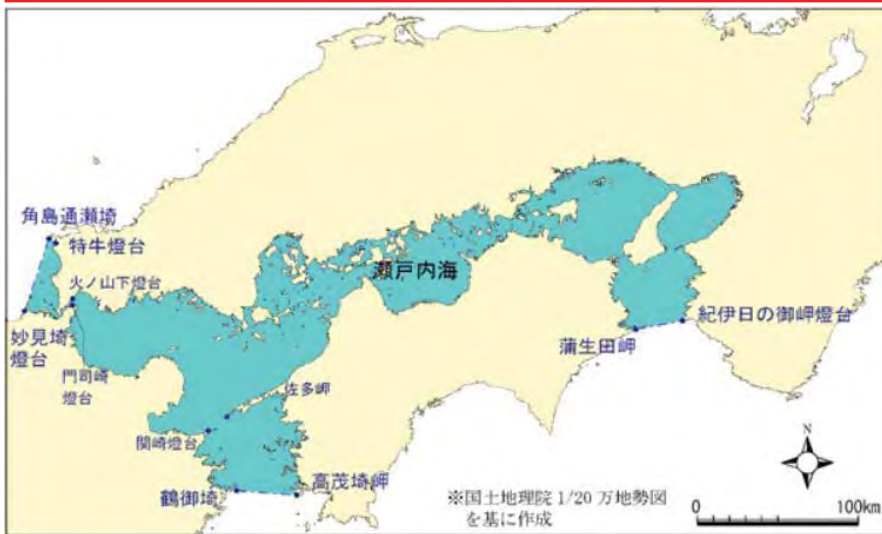 角島通瀬埼
特牛燈台
火ノ山下燈台
瀬戸内海
妙見埼
燈台
紀伊日の御岬燈台
蒲生田岬
門司崎
燈台
佐多岬
関崎燈台
鶴御埼
高茂埼岬
※国土地理院 1/20 万地勢図
を基に作成
N
0
100km